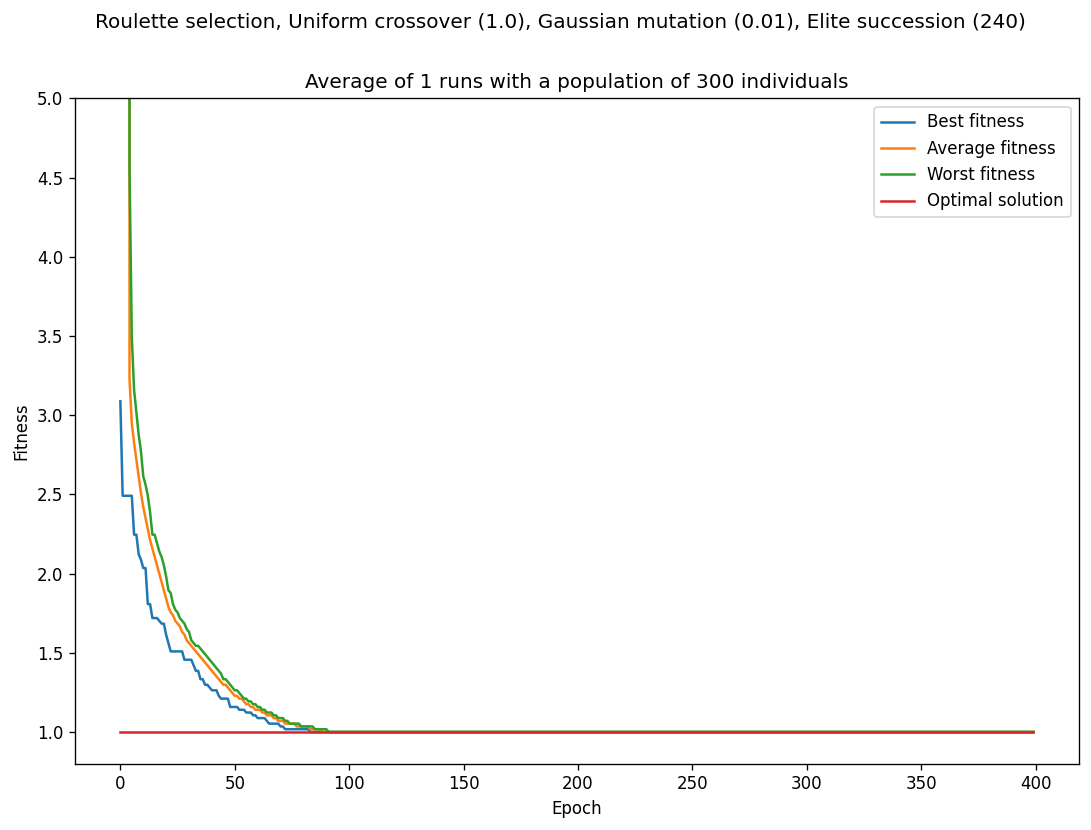 Roulette selection, Uniform crossover (1.0), Gaussian mutation (0.01), Elite succession (240)
Average of 1 runs with a population of 300 individuals
Best fitness
Average fitness
Worst fitness
Optimal solution
Fitness
5.0
4.5
4.0
3.5
3.0
2.5
2.0
1.5
1.0
0 50 100 150 200 250 300 350 400
Epoch